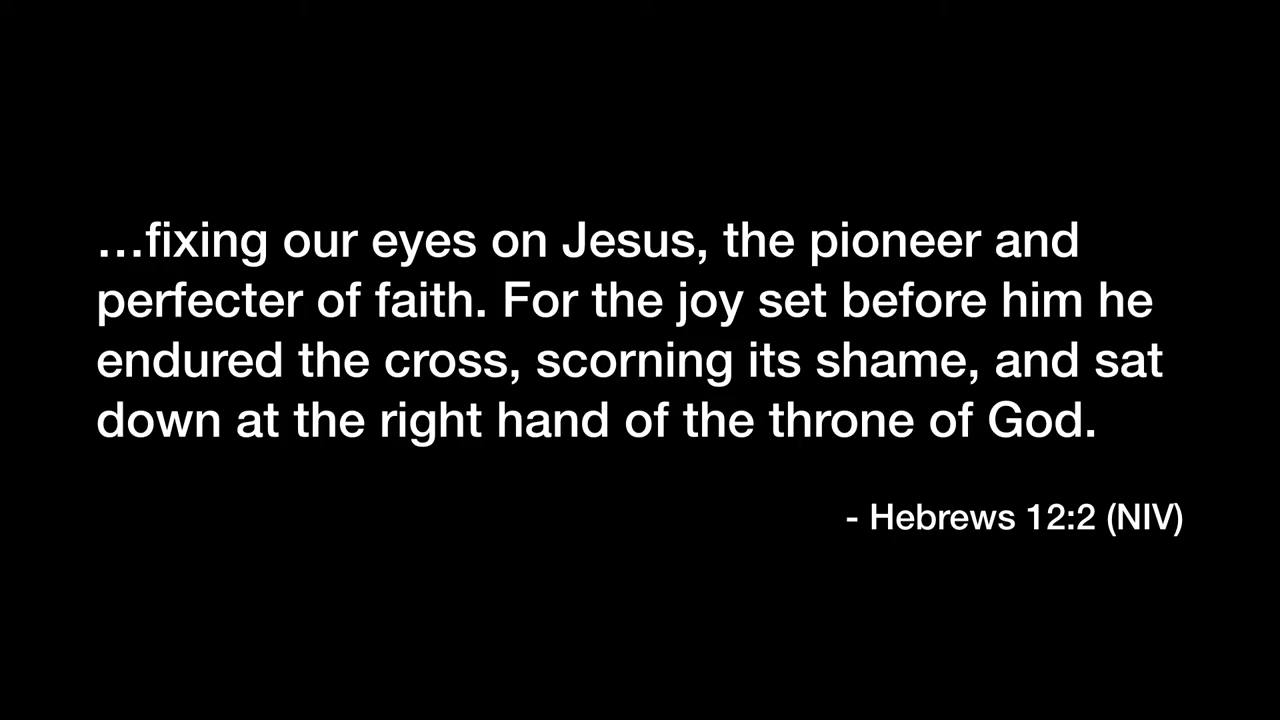 …fixing our eyes on Jesus, the pioneer and
perfecter of faith. For the joy set before him he
endured the cross, scorning its shame, and sat
down at the right hand of the throne of God.
- Hebrews 12:2 (NIV)